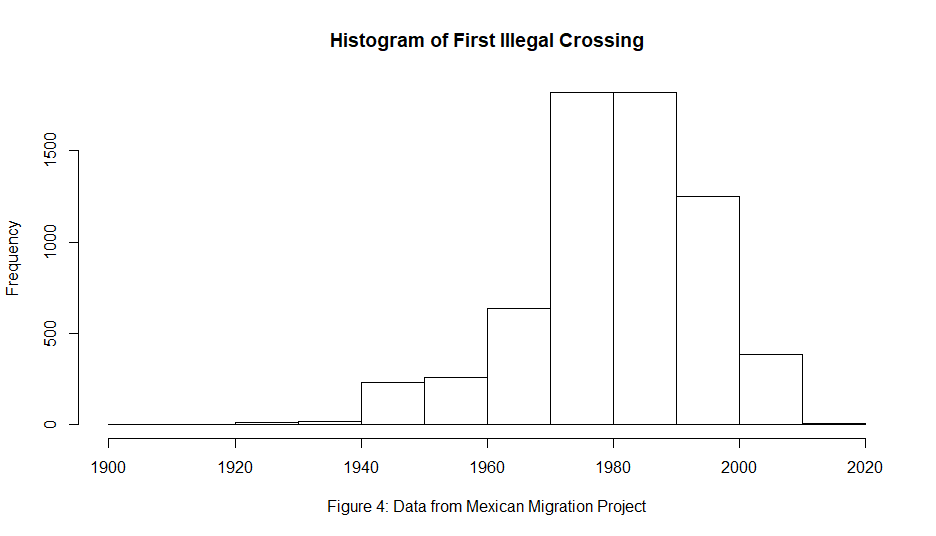 Histogram of First Illegal Crossing
Frequency
1500
1000
500
0
1900 1920 1940 1960 1980 2000 2020
Figure 4: Data from Mexican Migration Project